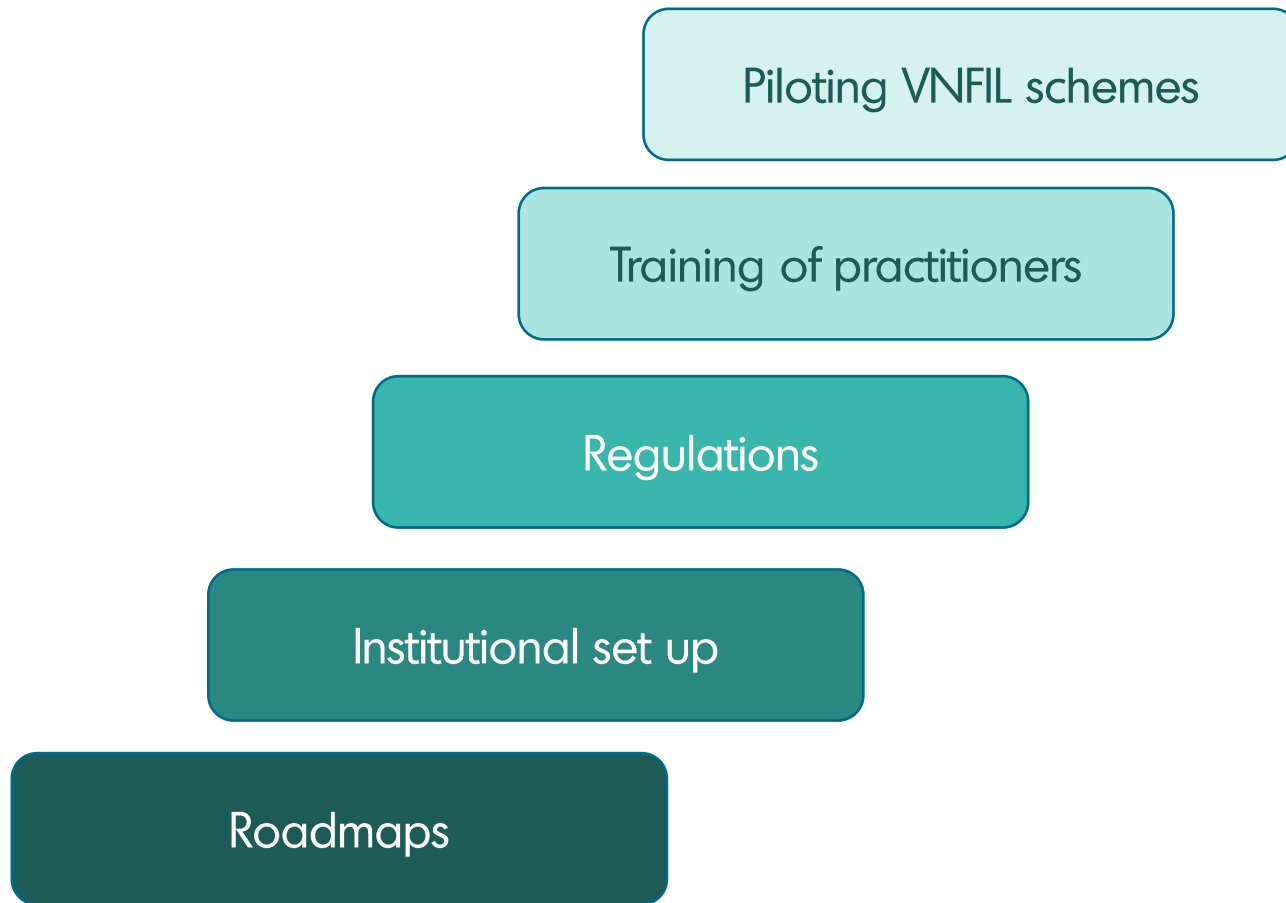 Piloting VNFIL schemes
Training of practitioners
Regulations
Institutional set up
Roadmaps